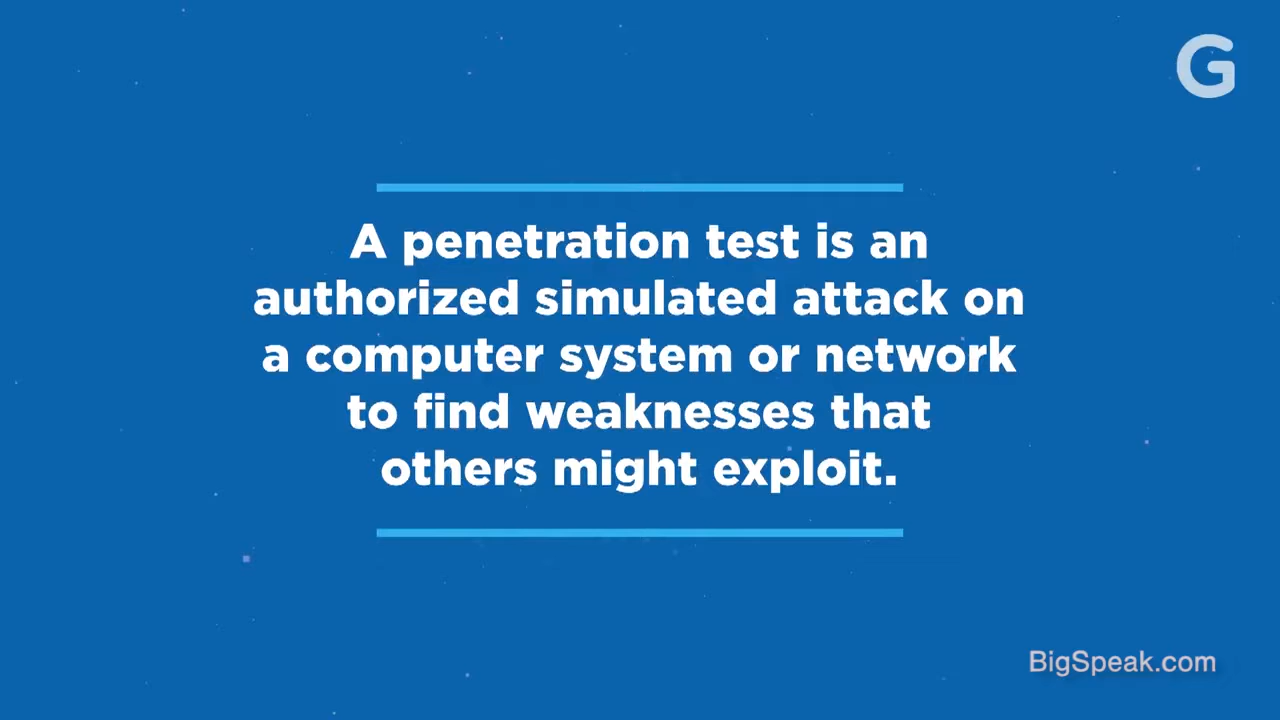 G
A penetration test is an
authorized simulated attack on
a computer system or network
to find weaknesses that
others might exploit.
BigSpeak.com